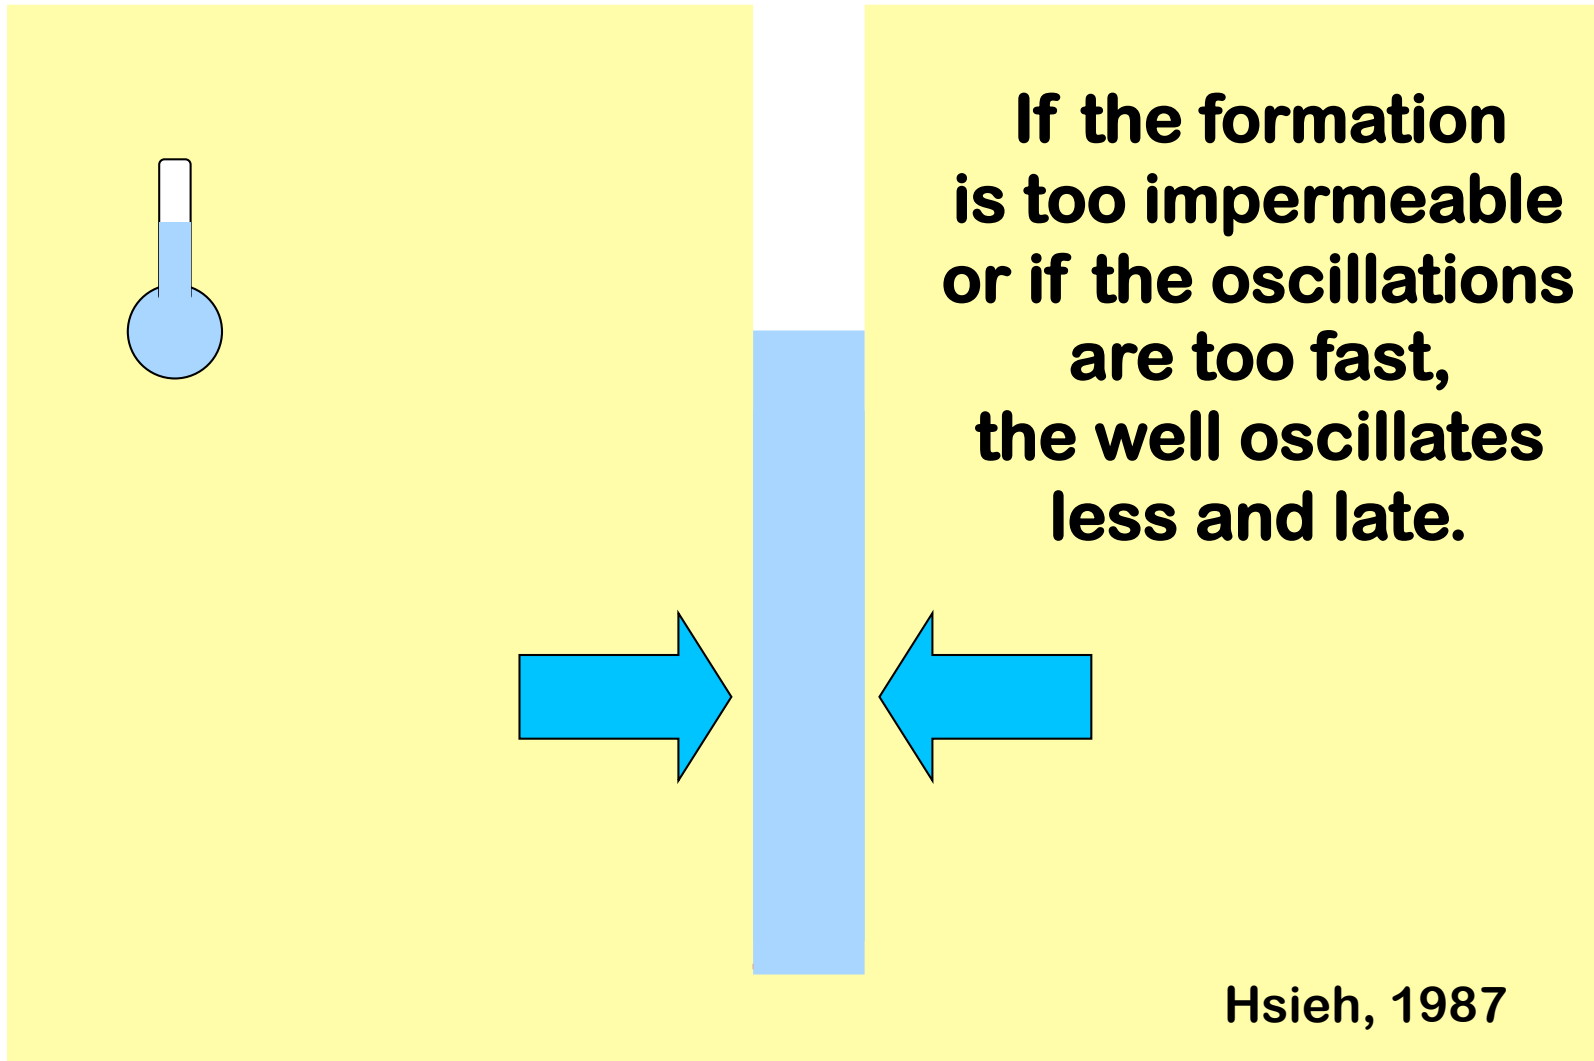 If the formation
is too impermeable
or if the oscillations
are too fast,
the well oscillates
less and late.
Hsieh, 1987